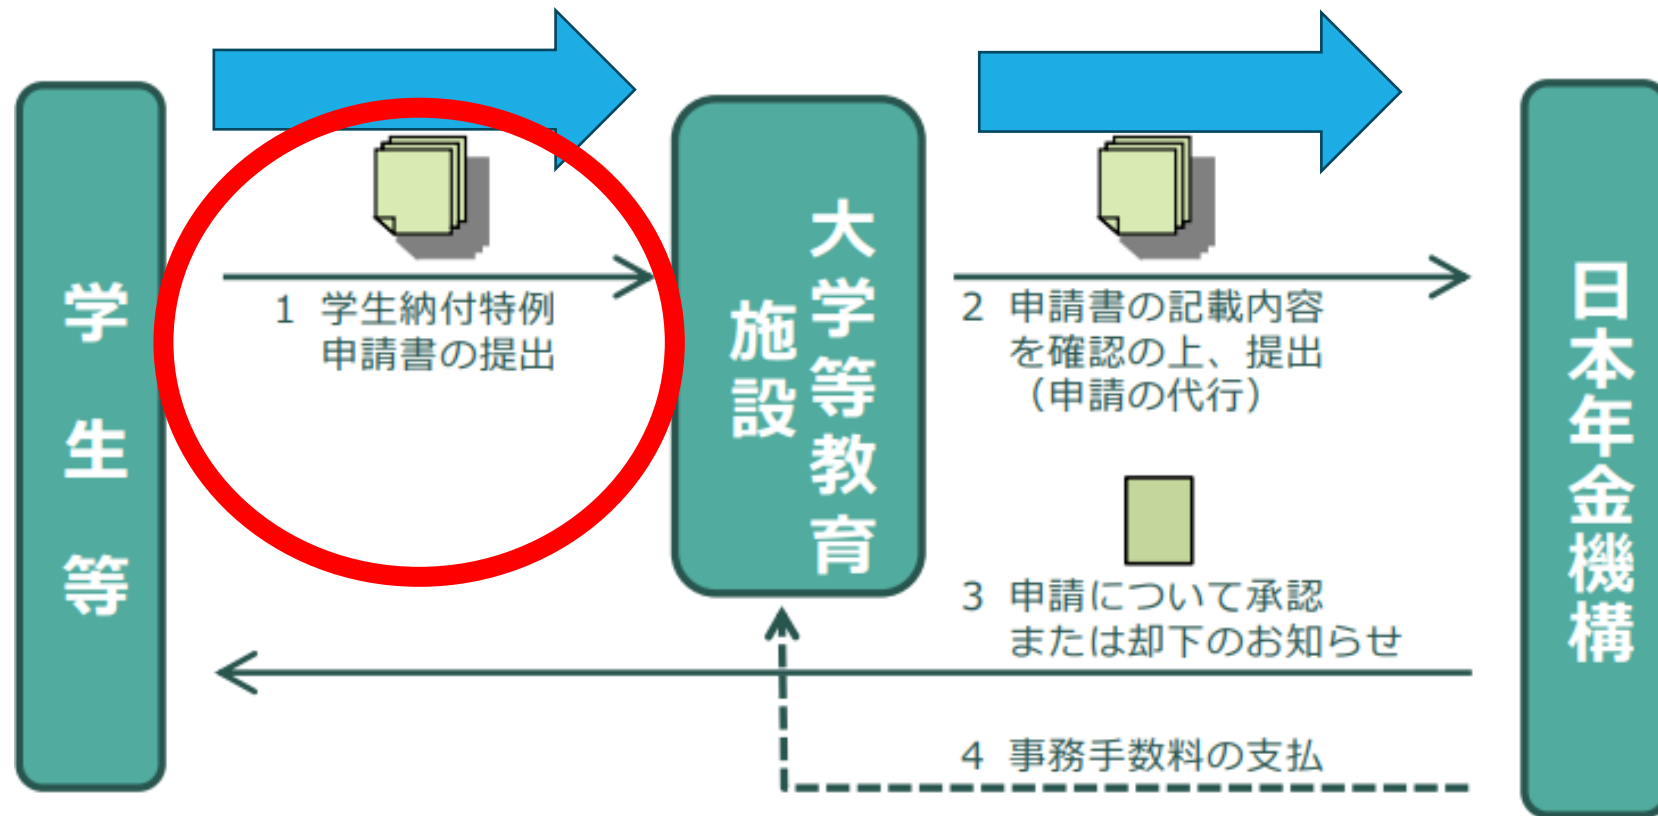 学生等
1 学生納付特例
申請書の提出
大学等教育
施設
2 申請書の記載内容
を確認の上、提出
（申請の代行）
3 申請について承認
または却下のお知らせ
4 事務手数料の支払
日本年金機構